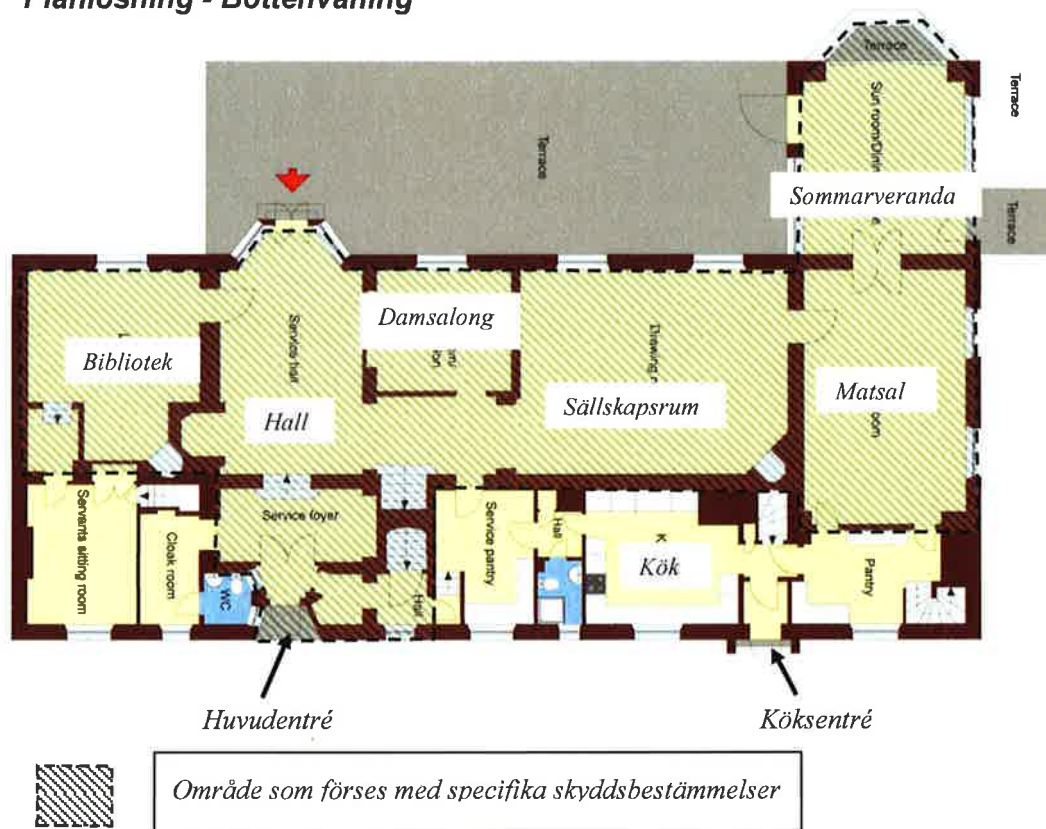 Planlösning - Bottenvåning
Terrace
Terrace
Sun room/Dining
Sommarveranda
Terrace
Terrace
Damsalong
Bibliotek
Service hall
Drawing
Hall
Sällskapsrum
Matsal
room
Servants sitting room
Cloak room
Service foyer
WC
Hall
Service pantry
Hall
K
Kök
Pantry
Huvudentré
Köksentré
Område som förses med specifika skyddsbestämmelser